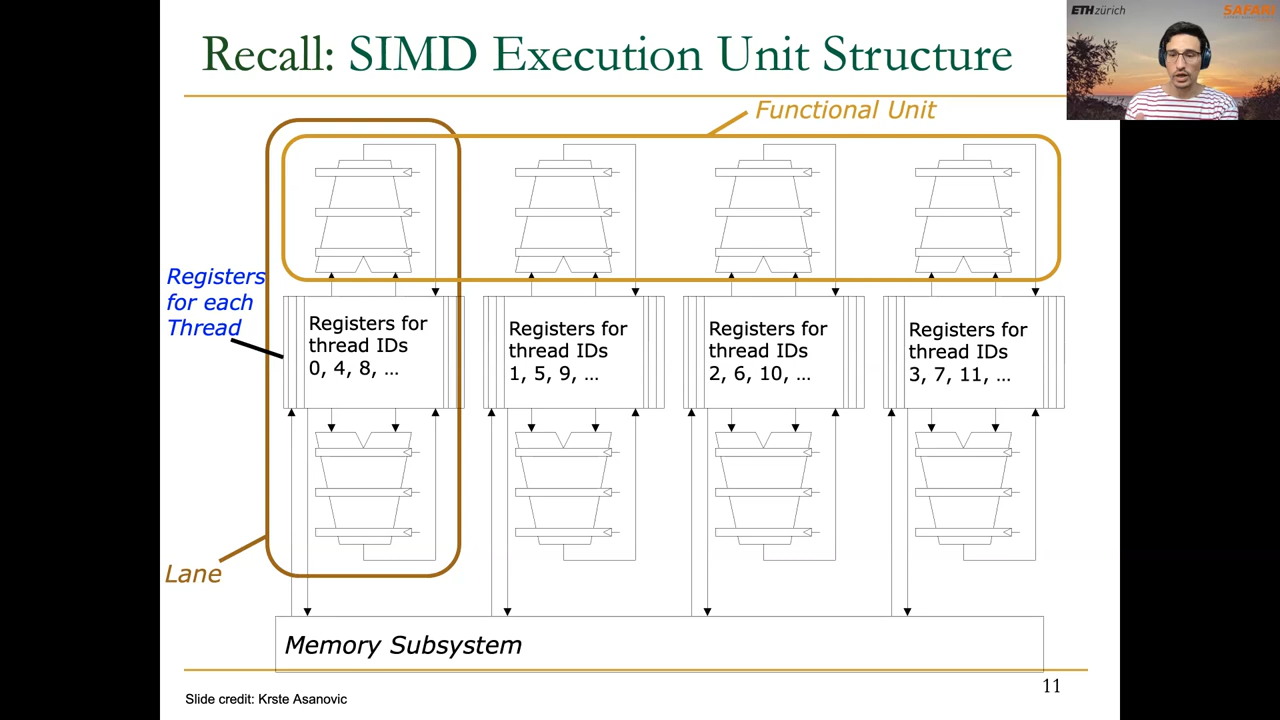 Recall: SIMD Execution Unit Structure
ETHzürich
SAFARI
Functional Unit
Registers
for each
Thread
Registers for
thread IDs
0, 4, 8, …
Registers for
thread IDs
1, 5, 9, …
Registers for
thread IDs
2, 6, 10, …
Registers for
thread IDs
3, 7, 11, …
Lane
Memory Subsystem
Slide credit: Krste Asanovic
11